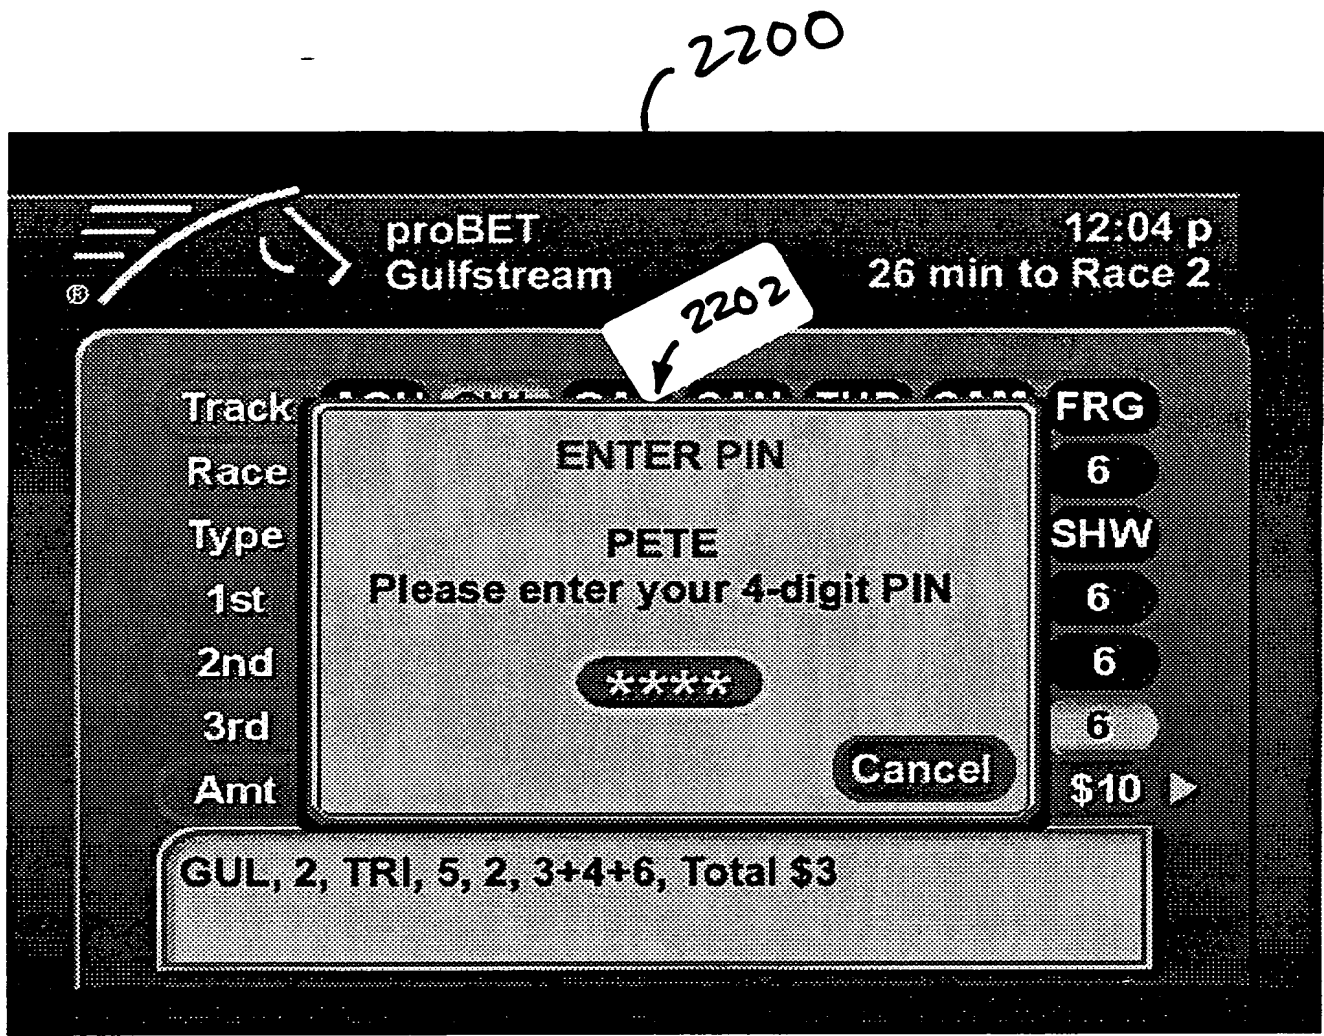 2200
proBET
12:04 p
Gulfstream
26 min to Race 2
®
2202
Track FRG
ENTER PIN
Race 6
PETE
Type SHW
Please enter your 4-digit PIN
1st 6
2nd 6
****
3rd 6
Cancel
Amt $10
GUL, 2, TRI, 5, 2, 3+4+6, Total $3